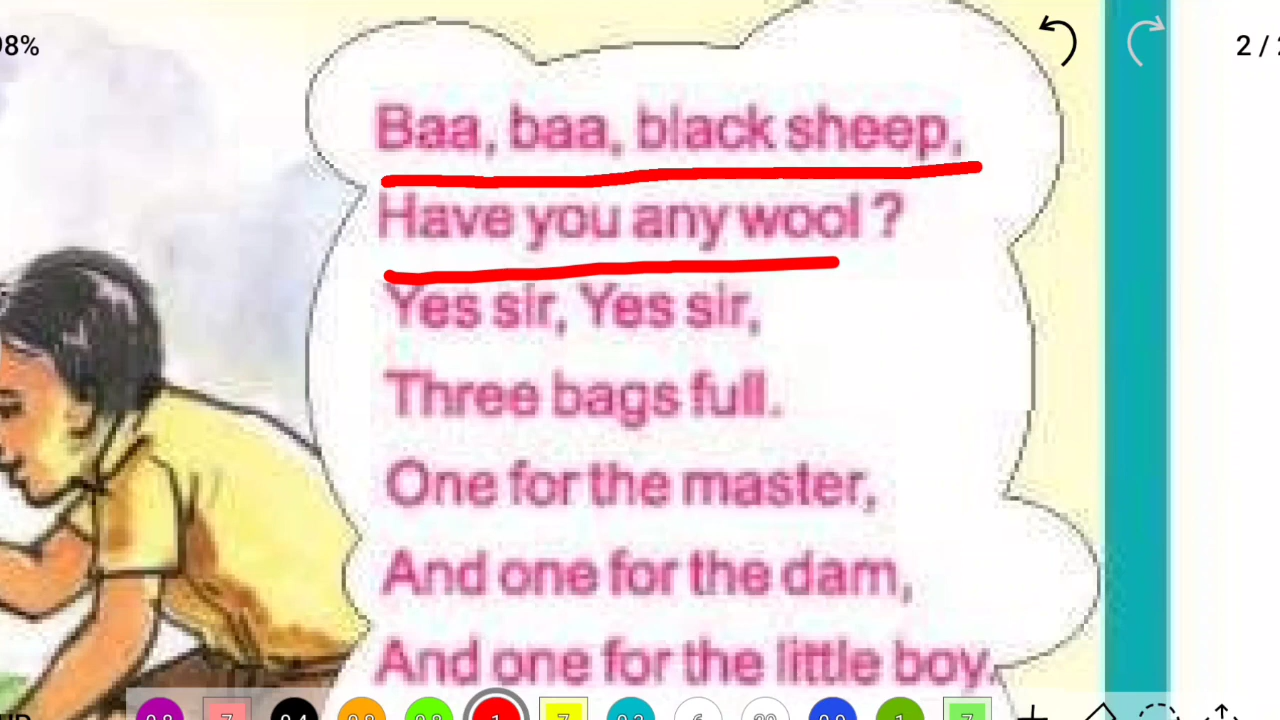 98%
2 /
Baa, baa, black sheep,
Have you any wool ?
Yes sir, Yes sir,
Three bags full.
One for the master,
And one for the dam,
And one for the little boy.